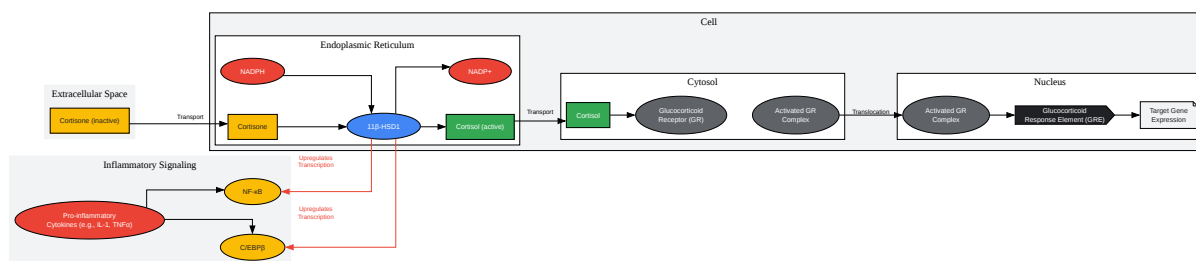 Cell
Endoplasmic Reticulum
NADPH
NADP+
Cytosol
Nucleus
Extracellular Space
Cortisone (inactive)
Transport
Cortisone
11β-HSD1
Cortisol (active)
Transport
Cortisol
Glucocorticoid
Receptor (GR)
Activated GR
Complex
Translocation
Activated GR
Complex
Glucocorticoid
Response Element (GRE)
Target Gene
Expression
Inflammatory Signaling
Upregulates
Transcription
NF-κB
Pro-inflammatory
Cytokines (e.g., IL-1, TNFα)
Upregulates
Transcription
C/EBPβ